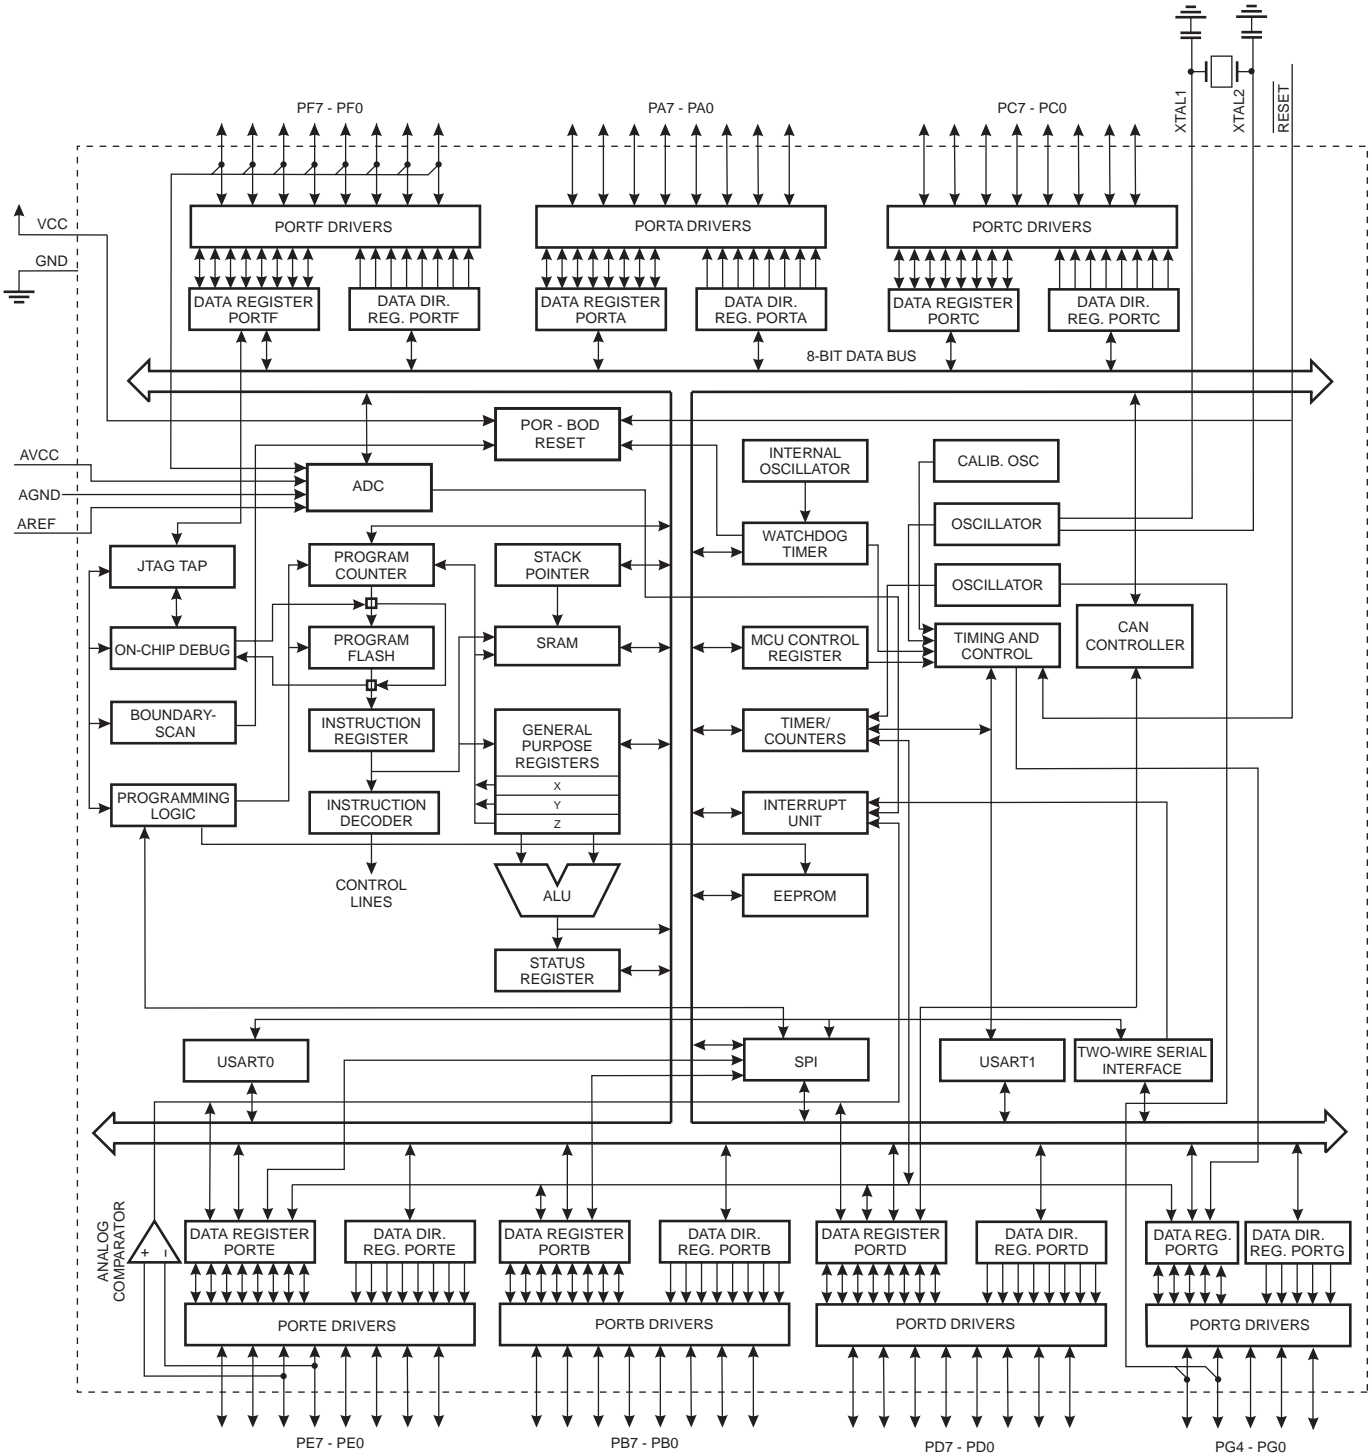 XTAL1
XTAL2
RESET
PF7 - PF0
PA7 - PA0
PC7 - PC0
VCC
GND
PORTF DRIVERS
PORTA DRIVERS
PORTC DRIVERS
DATA REGISTER
PORTF
DATA DIR.
REG. PORTF
DATA REGISTER
PORTA
DATA DIR.
REG. PORTA
DATA REGISTER
PORTC
DATA DIR.
REG. PORTC
8-BIT DATA BUS
POR - BOD
RESET
INTERNAL
OSCILLATOR
CALIB. OSC
AVCC
AGND
AREF
ADC
OSCILLATOR
WATCHDOG
TIMER
JTAG TAP
PROGRAM
COUNTER
STACK
POINTER
OSCILLATOR
CAN
CONTROLLER
ON-CHIP DEBUG
PROGRAM
FLASH
SRAM
MCU CONTROL
REGISTER
TIMING AND
CONTROL
BOUNDARY-
SCAN
INSTRUCTION
REGISTER
GENERAL
PURPOSE
REGISTERS
X
Y
Z
TIMER/
COUNTERS
PROGRAMMING
LOGIC
INSTRUCTION
DECODER
INTERRUPT
UNIT
CONTROL
LINES
ALU
EEPROM
STATUS
REGISTER
USART0
SPI
USART1
TWO-WIRE SERIAL
INTERFACE
ANALOG
COMPARATOR
+
-
DATA REGISTER
PORTE
DATA DIR.
REG. PORTE
DATA REGISTER
PORTB
DATA DIR.
REG. PORTB
DATA REGISTER
PORTD
DATA DIR.
REG. PORTD
DATA REG.
PORTG
DATA DIR.
REG. PORTG
PORTE DRIVERS
PORTB DRIVERS
PORTD DRIVERS
PORTG DRIVERS
PE7 - PE0
PB7 - PB0
PD7 - PD0
PG4 - PG0